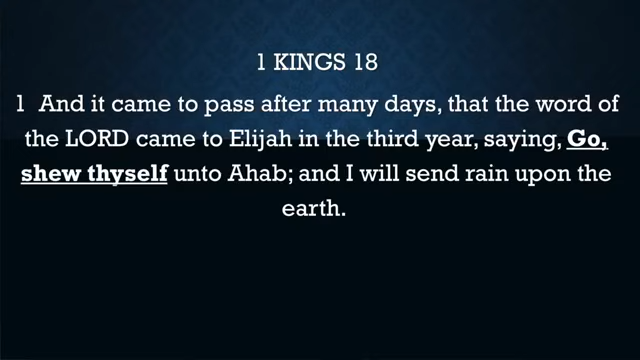 1 KINGS 18
1 And it came to pass after many days, that the word of
the LORD came to Elijah in the third year, saying, Go,
shew thyself unto Ahab; and I will send rain upon the
earth.